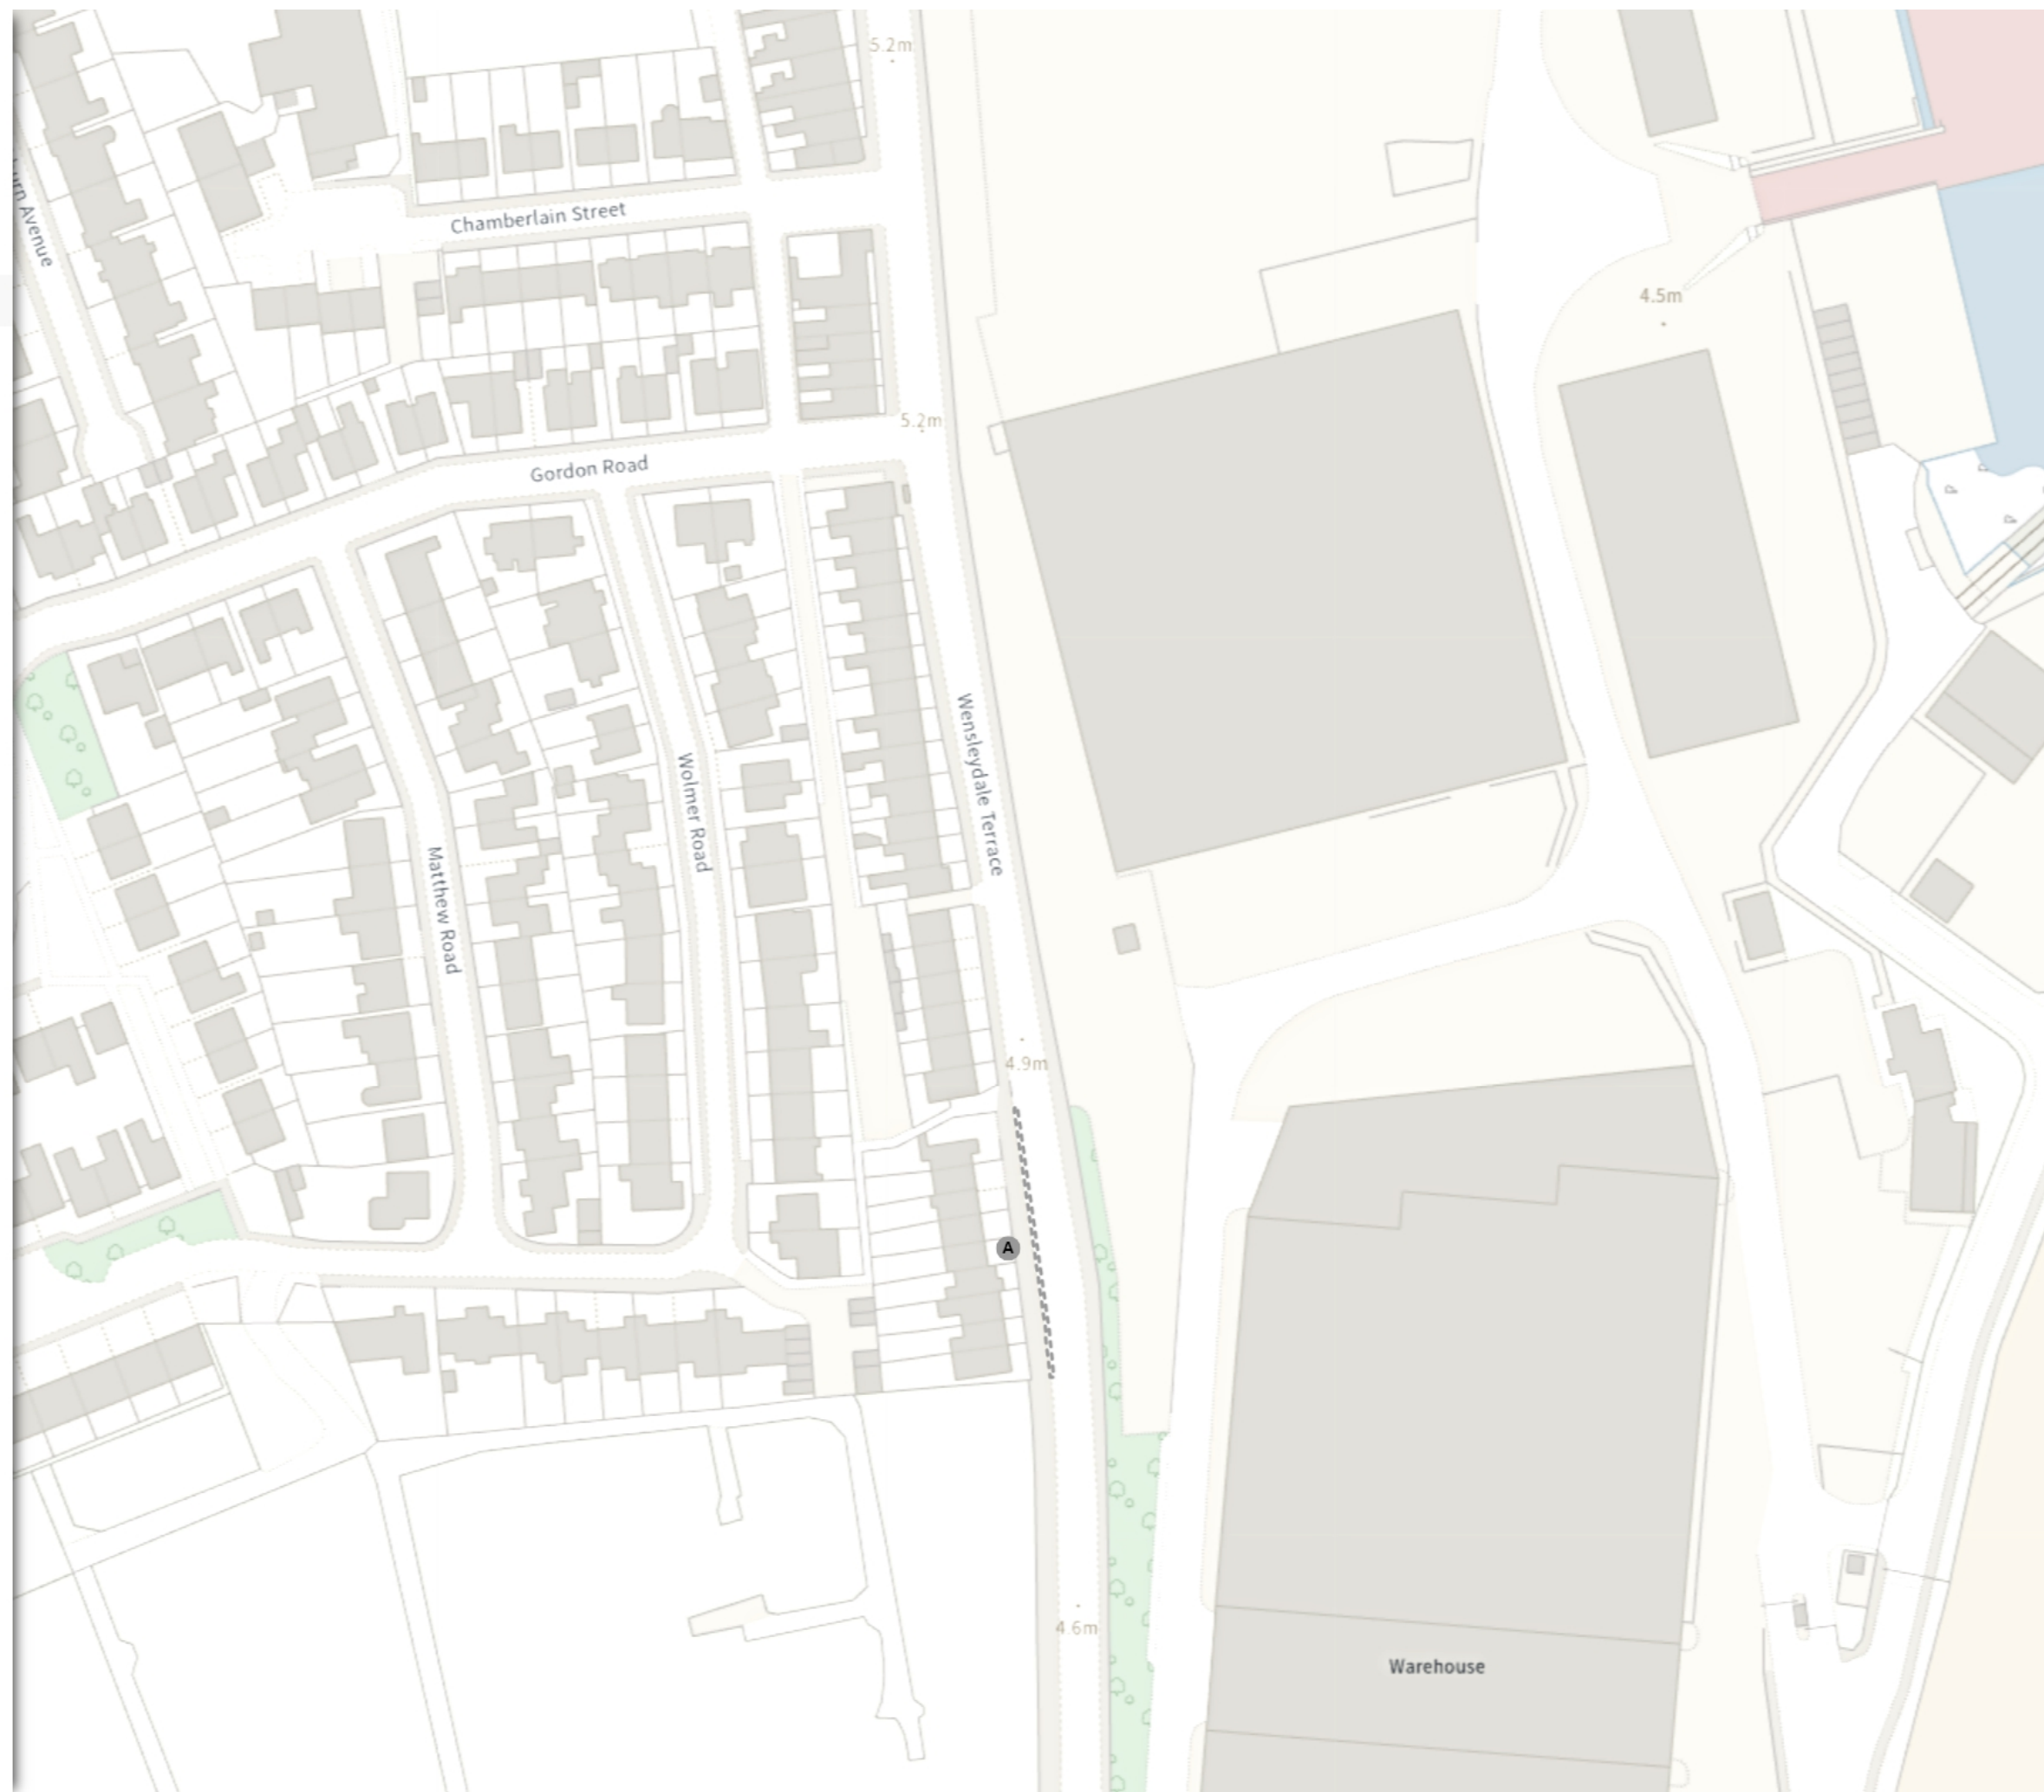 5.2m
Chamberlain Street
4.5m
5.2m
Gordon Road
Wensleydale Terrace
Wolmer Road
Matthew Road
4.9m
A
4.6m
Warehouse